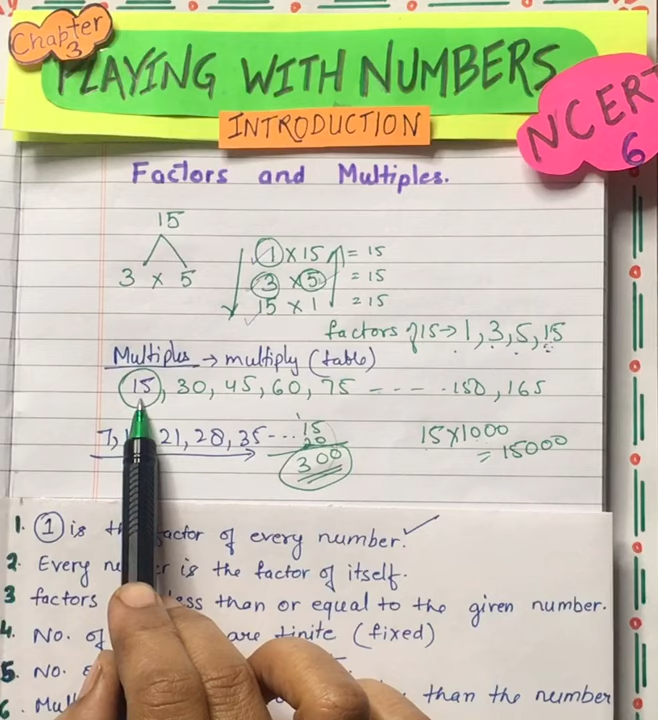 Chapter 3
PLAYING WITH NUMBERS
INTRODUCTION
NCERT 6
Factors and Multiples.
15
3 x 5
1 x 15 = 15
3 x 5 = 15
15 x 1 = 15
factors of 15 → 1, 3, 5, 15
Multiples → multiply (table)
15, 30, 45, 60, 75 - - - - . 150, 165
7, 21, 28, 35 - - . .
15
20
300
15x1000
= 15000
1. 1 is factor of every number.
2. Every is the factor of itself.
3 factors less than or equal to the given number.
4. No. of are finite (fixed)
5. No.
6. than the number